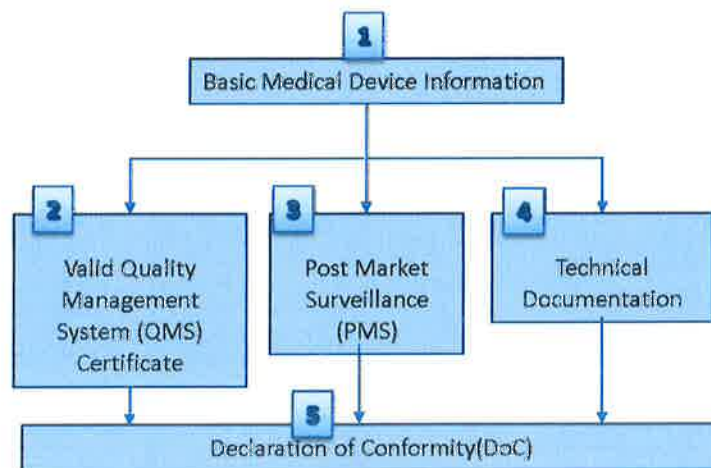 1
Basic Medical Device Information
2
Valid Quality
Management
System (QMS)
Certificate
3
Post Market
Surveillance
(PMS)
4
Technical
Documentation
5
Declaration of Conformity(DoC)